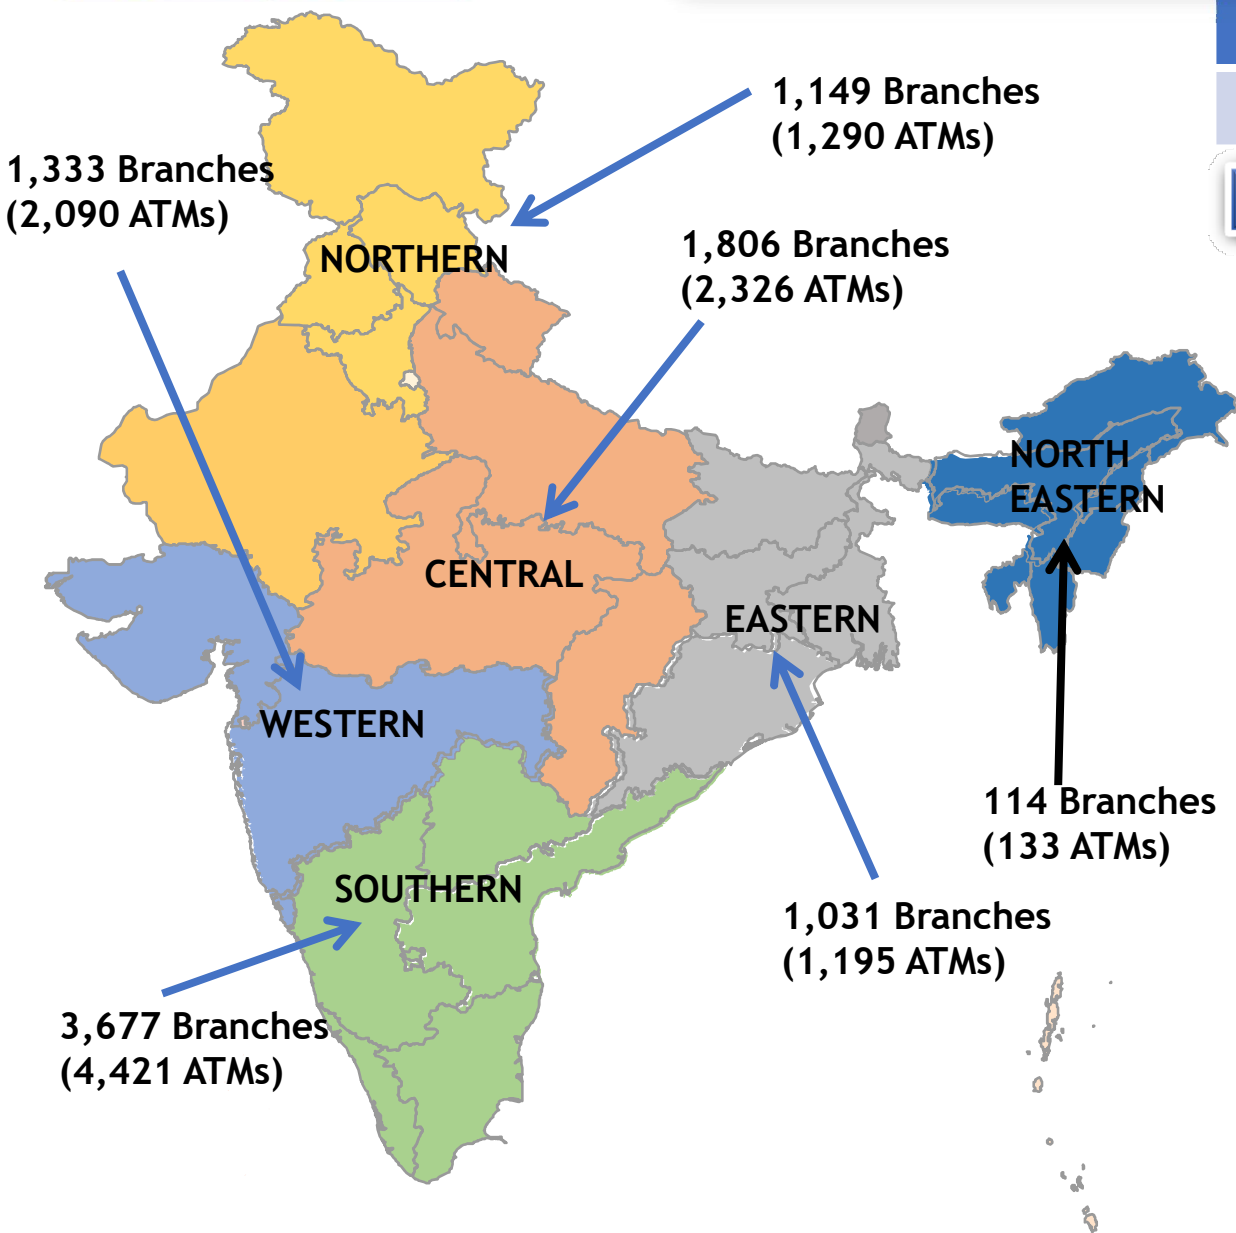 1,149 Branches
(1,290 ATMs)
1,333 Branches
(2,090 ATMs)
1,806 Branches
(2,326 ATMs)
NORTHERN
NORTH
EASTERN
CENTRAL
EASTERN
WESTERN
114 Branches
(133 ATMs)
SOUTHERN
1,031 Branches
(1,195 ATMs)
3,677 Branches
(4,421 ATMs)